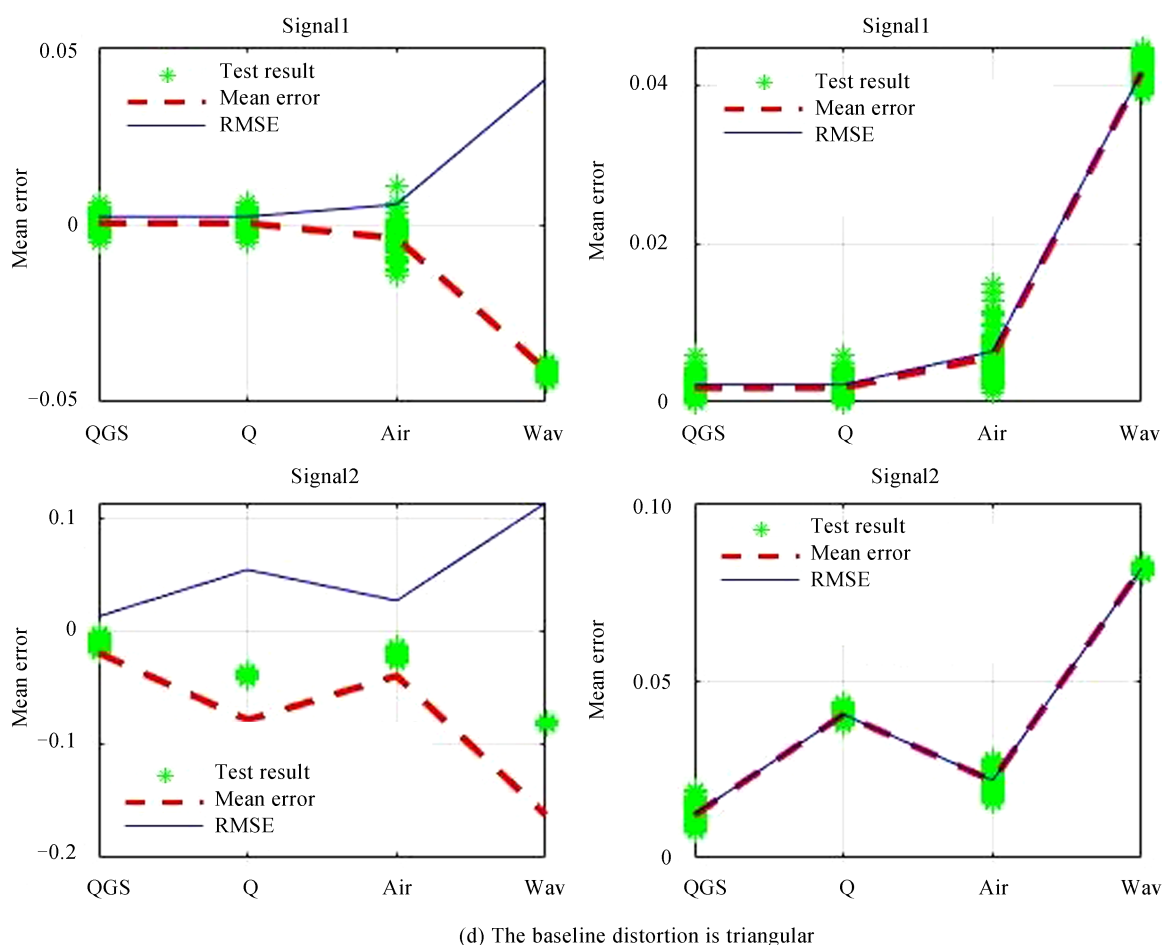 Signal1
0.05
0
−0.05
Mean error
Test result
Mean error
RMSE
QGS
Q
Air
Wav
Signal1
0.04
0.02
0
Mean error
Test result
Mean error
RMSE
QGS
Q
Air
Wav
Signal2
0.1
0
−0.1
−0.2
Mean error
Test result
Mean error
RMSE
QGS
Q
Air
Wav
Signal2
0.10
0.05
0
Mean error
Test result
Mean error
RMSE
QGS
Q
Air
Wav
(d) The baseline distortion is triangular